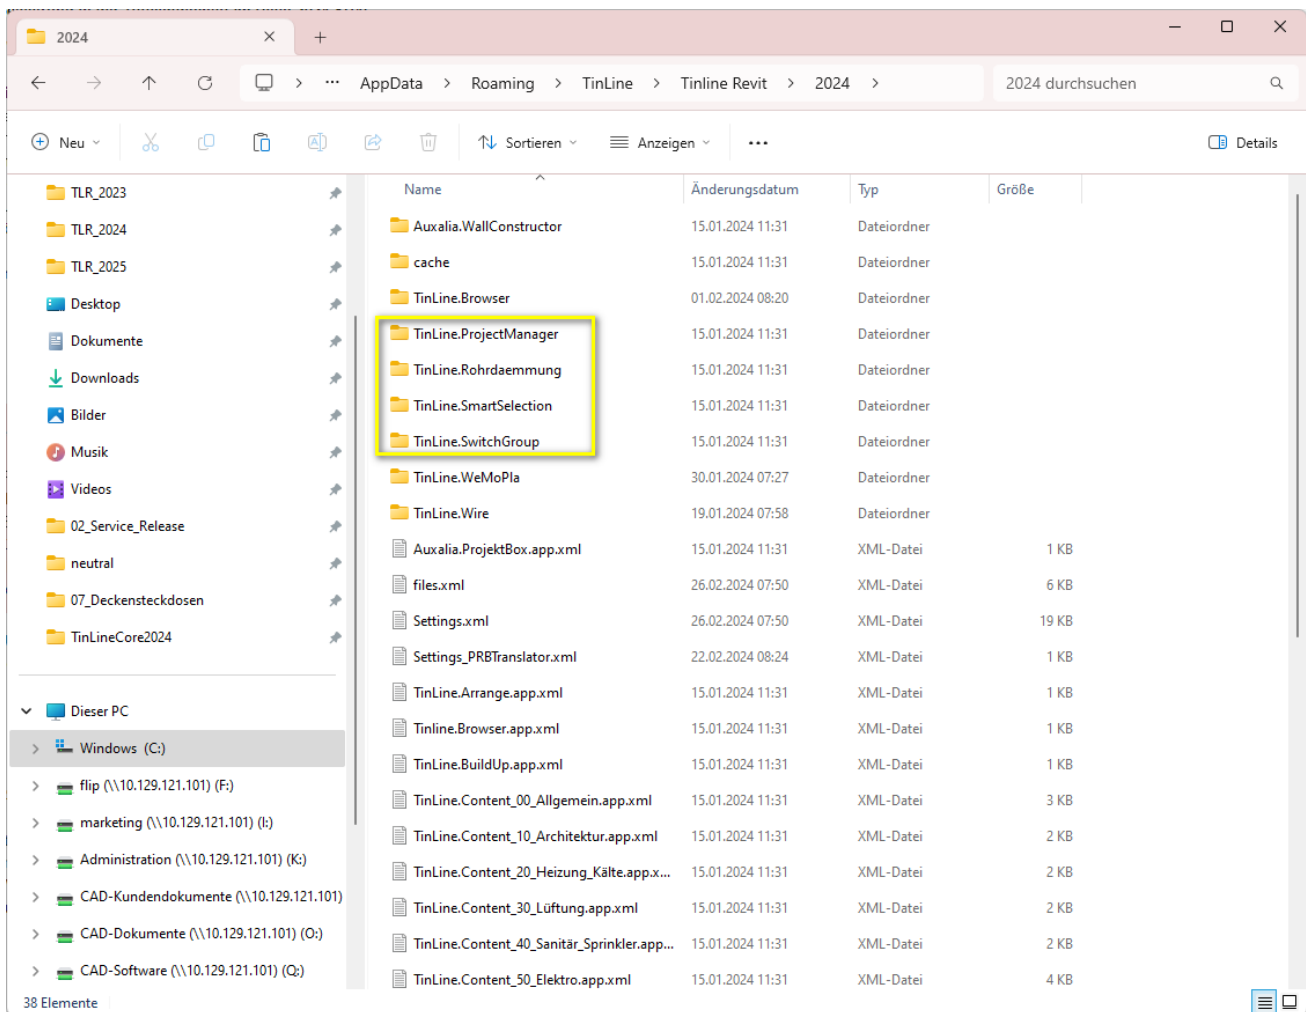 2024
AppData > Roaming > TinLine > Tinline Revit > 2024 >
2024 durchsuchen
Neu
Sortieren
Anzeigen
Details
TLR_2023
TLR_2024
TLR_2025
Desktop
Dokumente
Downloads
Bilder
Musik
Videos
02_Service_Release
neutral
07_Deckensteckdosen
TinLineCore2024
Dieser PC
Windows (C:)
flip (\\10.129.121.101) (F:)
marketing (\\10.129.121.101) (I:)
Administration (\\10.129.121.101) (K:)
CAD-Kundendokumente (\\10.129.121.101)
CAD-Dokumente (\\10.129.121.101) (O:)
CAD-Software (\\10.129.121.101) (Q:)
Name Änderungsdatum Typ Größe
Auxalia.WallConstructor 15.01.2024 11:31 Dateiordner
cache 15.01.2024 11:31 Dateiordner
TinLine.Browser 01.02.2024 08:20 Dateiordner
TinLine.ProjectManager 15.01.2024 11:31 Dateiordner
TinLine.Rohrdaemmung 15.01.2024 11:31 Dateiordner
TinLine.SmartSelection 15.01.2024 11:31 Dateiordner
TinLine.SwitchGroup 15.01.2024 11:31 Dateiordner
TinLine.WeMoPla 30.01.2024 07:27 Dateiordner
TinLine.Wire 19.01.2024 07:58 Dateiordner
Auxalia.ProjektBox.app.xml 15.01.2024 11:31 XML-Datei 1 KB
files.xml 26.02.2024 07:50 XML-Datei 6 KB
Settings.xml 26.02.2024 07:50 XML-Datei 19 KB
Settings_PRBTranslator.xml 22.02.2024 08:24 XML-Datei 1 KB
TinLine.Arrange.app.xml 15.01.2024 11:31 XML-Datei 1 KB
Tinline.Browser.app.xml 15.01.2024 11:31 XML-Datei 1 KB
TinLine.BuildUp.app.xml 15.01.2024 11:31 XML-Datei 1 KB
TinLine.Content_00_Allgemein.app.xml 15.01.2024 11:31 XML-Datei 3 KB
TinLine.Content_10_Architektur.app.xml 15.01.2024 11:31 XML-Datei 2 KB
TinLine.Content_20_Heizung_Kälte.app.x... 15.01.2024 11:31 XML-Datei 2 KB
TinLine.Content_30_Lüftung.app.xml 15.01.2024 11:31 XML-Datei 2 KB
TinLine.Content_40_Sanitär_Sprinkler.app... 15.01.2024 11:31 XML-Datei 2 KB
TinLine.Content_50_Elektro.app.xml 15.01.2024 11:31 XML-Datei 4 KB
38 Elemente